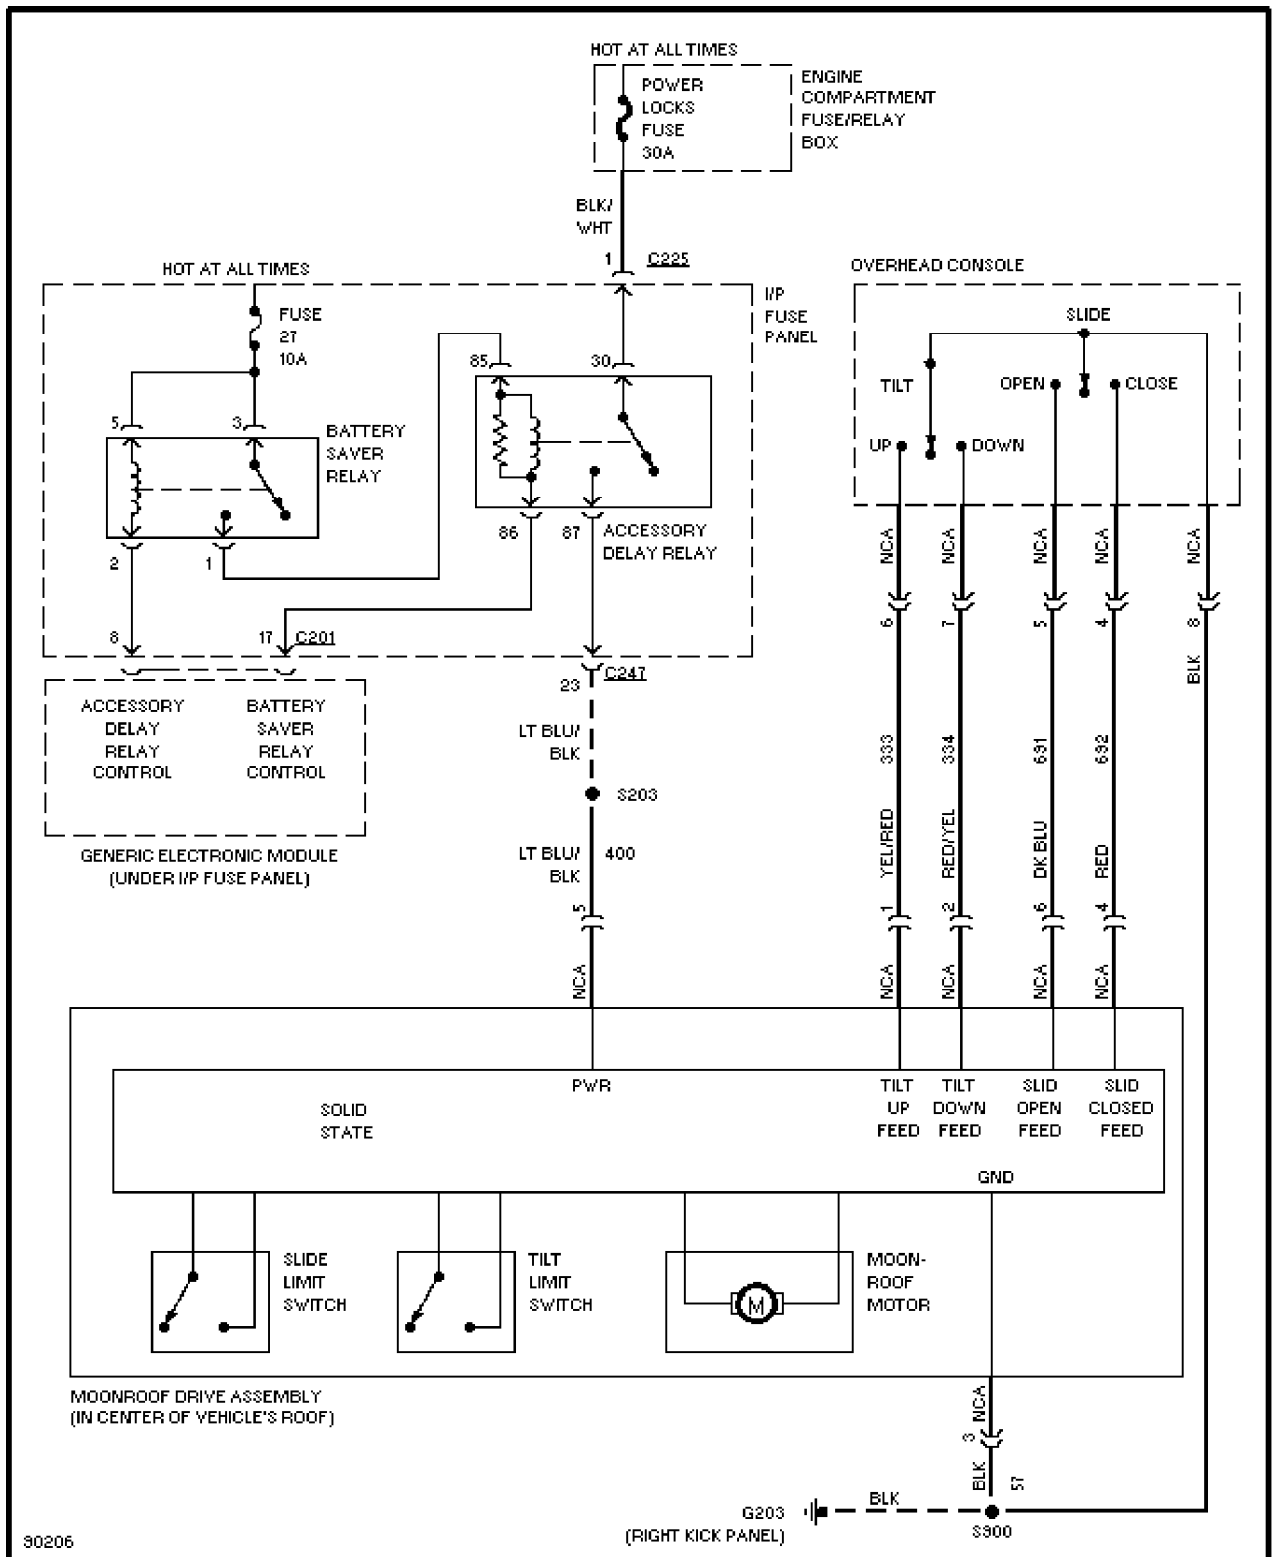 HOT AT ALL TIMES
POWER
LOCKS
FUSE
30A
ENGINE
COMPARTMENT
FUSE/RELAY
BOX
BLK/
WHT
1 C225
HOT AT ALL TIMES
OVERHEAD CONSOLE
I/P
FUSE
PANEL
FUSE
27
10A
SLIDE
85
30
TILT
OPEN
CLOSE
5
3
BATTERY
SAVER
RELAY
UP
DOWN
86
87
ACCESSORY
DELAY RELAY
2
1
NCA
NCA
NCA
NCA
NCA
6
7
5
4
8
8
17 C201
C247
23
BLK
ACCESSORY
DELAY
RELAY
CONTROL
BATTERY
SAVER
RELAY
CONTROL
LT BLU/
BLK
333
334
691
692
S203
GENERIC ELECTRONIC MODULE
(UNDER I/P FUSE PANEL)
LT BLU/
BLK
400
YEL/RED
RED/YEL
DK BLU
RED
5
1
2
6
4
NCA
NCA
NCA
NCA
NCA
PWR
TILT
UP
FEED
TILT
DOWN
FEED
SLID
OPEN
FEED
SLID
CLOSED
FEED
SOLID
STATE
GND
SLIDE
LIMIT
SWITCH
TILT
LIMIT
SWITCH
M
MOON-
ROOF
MOTOR
MOONROOF DRIVE ASSEMBLY
(IN CENTER OF VEHICLE'S ROOF)
NCA
3
BLK
57
BLK
G203
(RIGHT KICK PANEL)
S900
90206